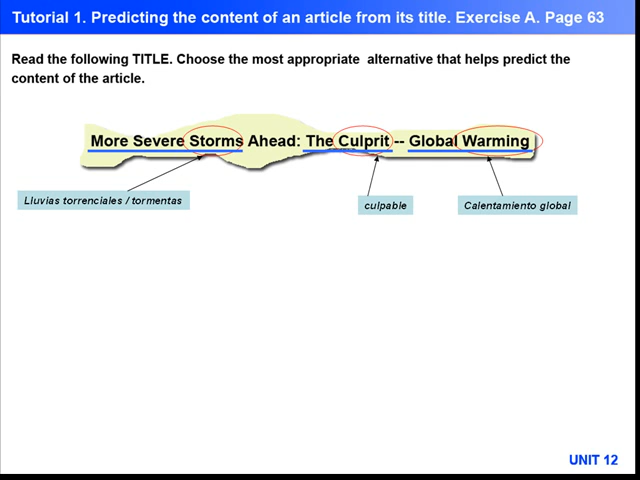 Tutorial 1. Predicting the content of an article from its title. Exercise A. Page 63
Read the following TITLE. Choose the most appropriate alternative that helps predict the
content of the article.
More Severe Storms Ahead: The Culprit -- Global Warming
Lluvias torrenciales / tormentas
culpable
Calentamiento global
UNIT 12